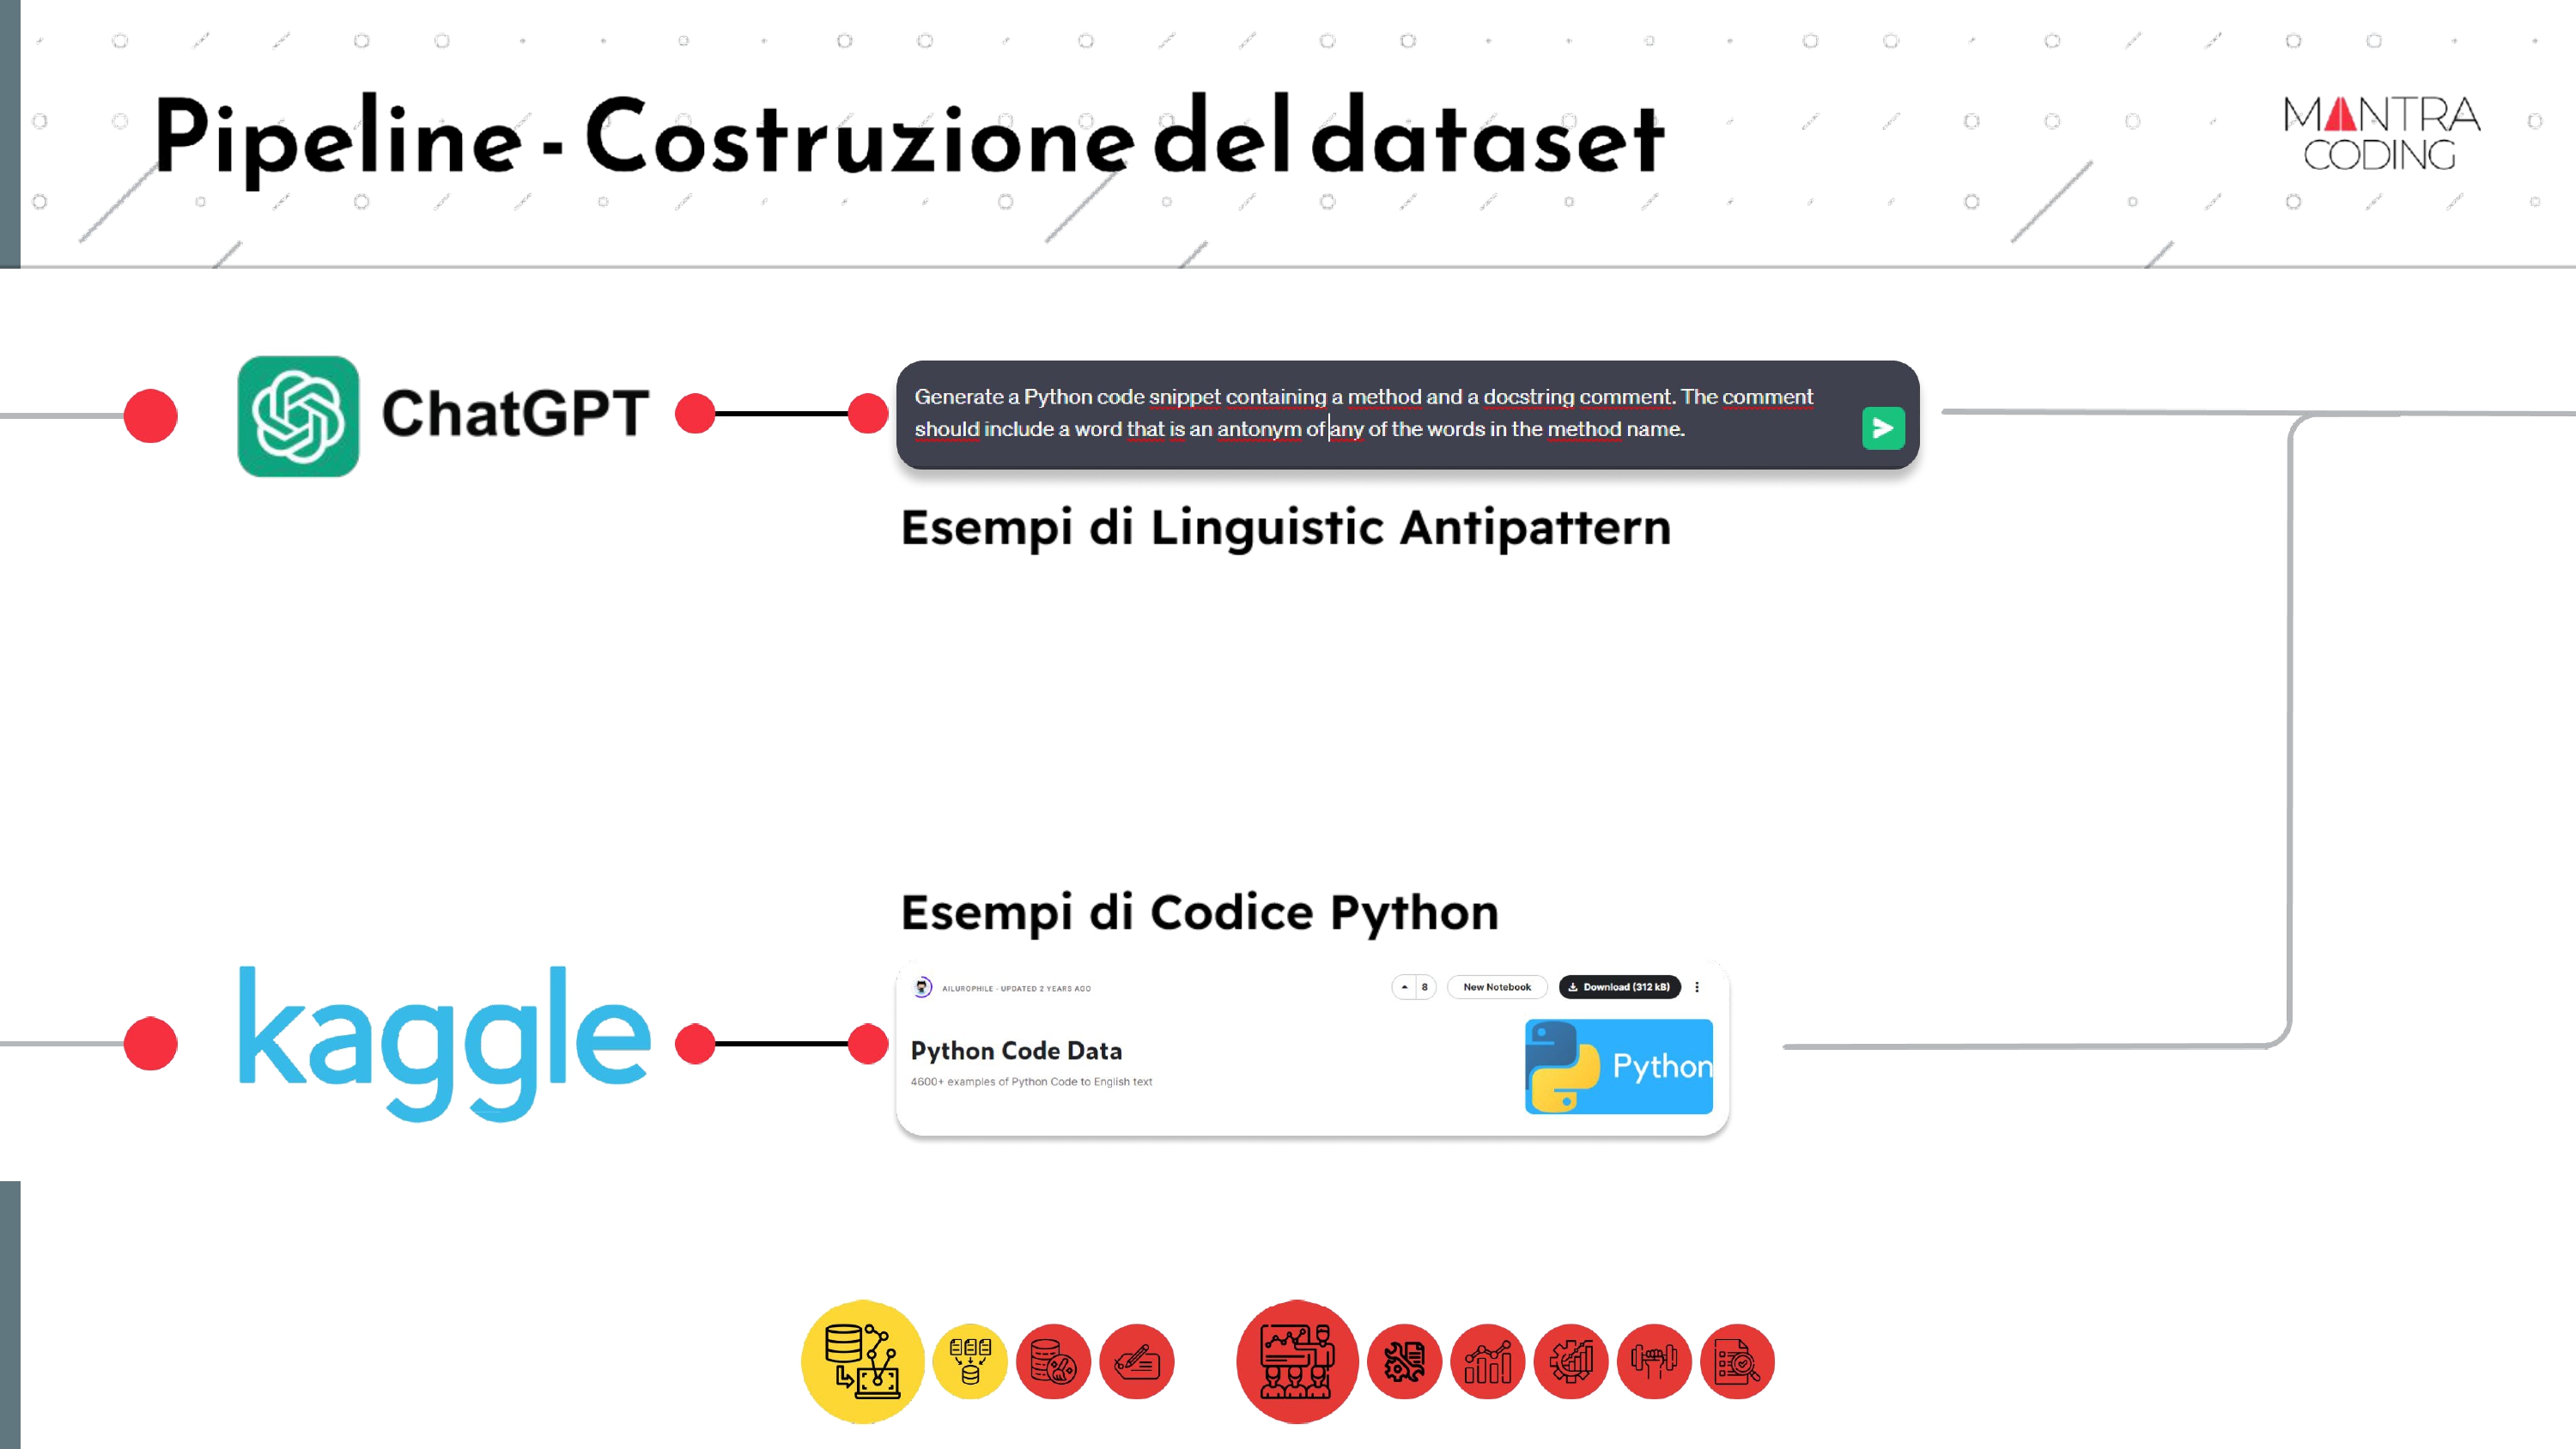 Pipeline - Costruzione del dataset
MANTRA
CODING
ChatGPT
Generate a Python code snippet containing a method and a docstring comment. The comment
should include a word that is an antonym of any of the words in the method name.
Esempi di Linguistic Antipattern
Esempi di Codice Python
kaggle
AILUROPHILE · UPDATED 2 YEARS AGO
8
New Notebook
Download (312 kB)
Python Code Data
4600+ examples of Python Code to English text
Python